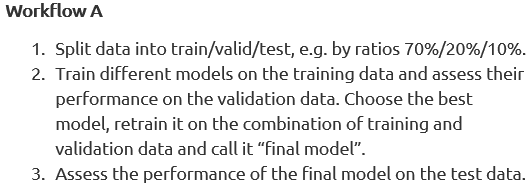 Workflow A
1. Split data into train/valid/test, e.g. by ratios 70%/20%/10%.
2. Train different models on the training data and assess their
performance on the validation data. Choose the best
model, retrain it on the combination of training and
validation data and call it “final model”.
3. Assess the performance of the final model on the test data.